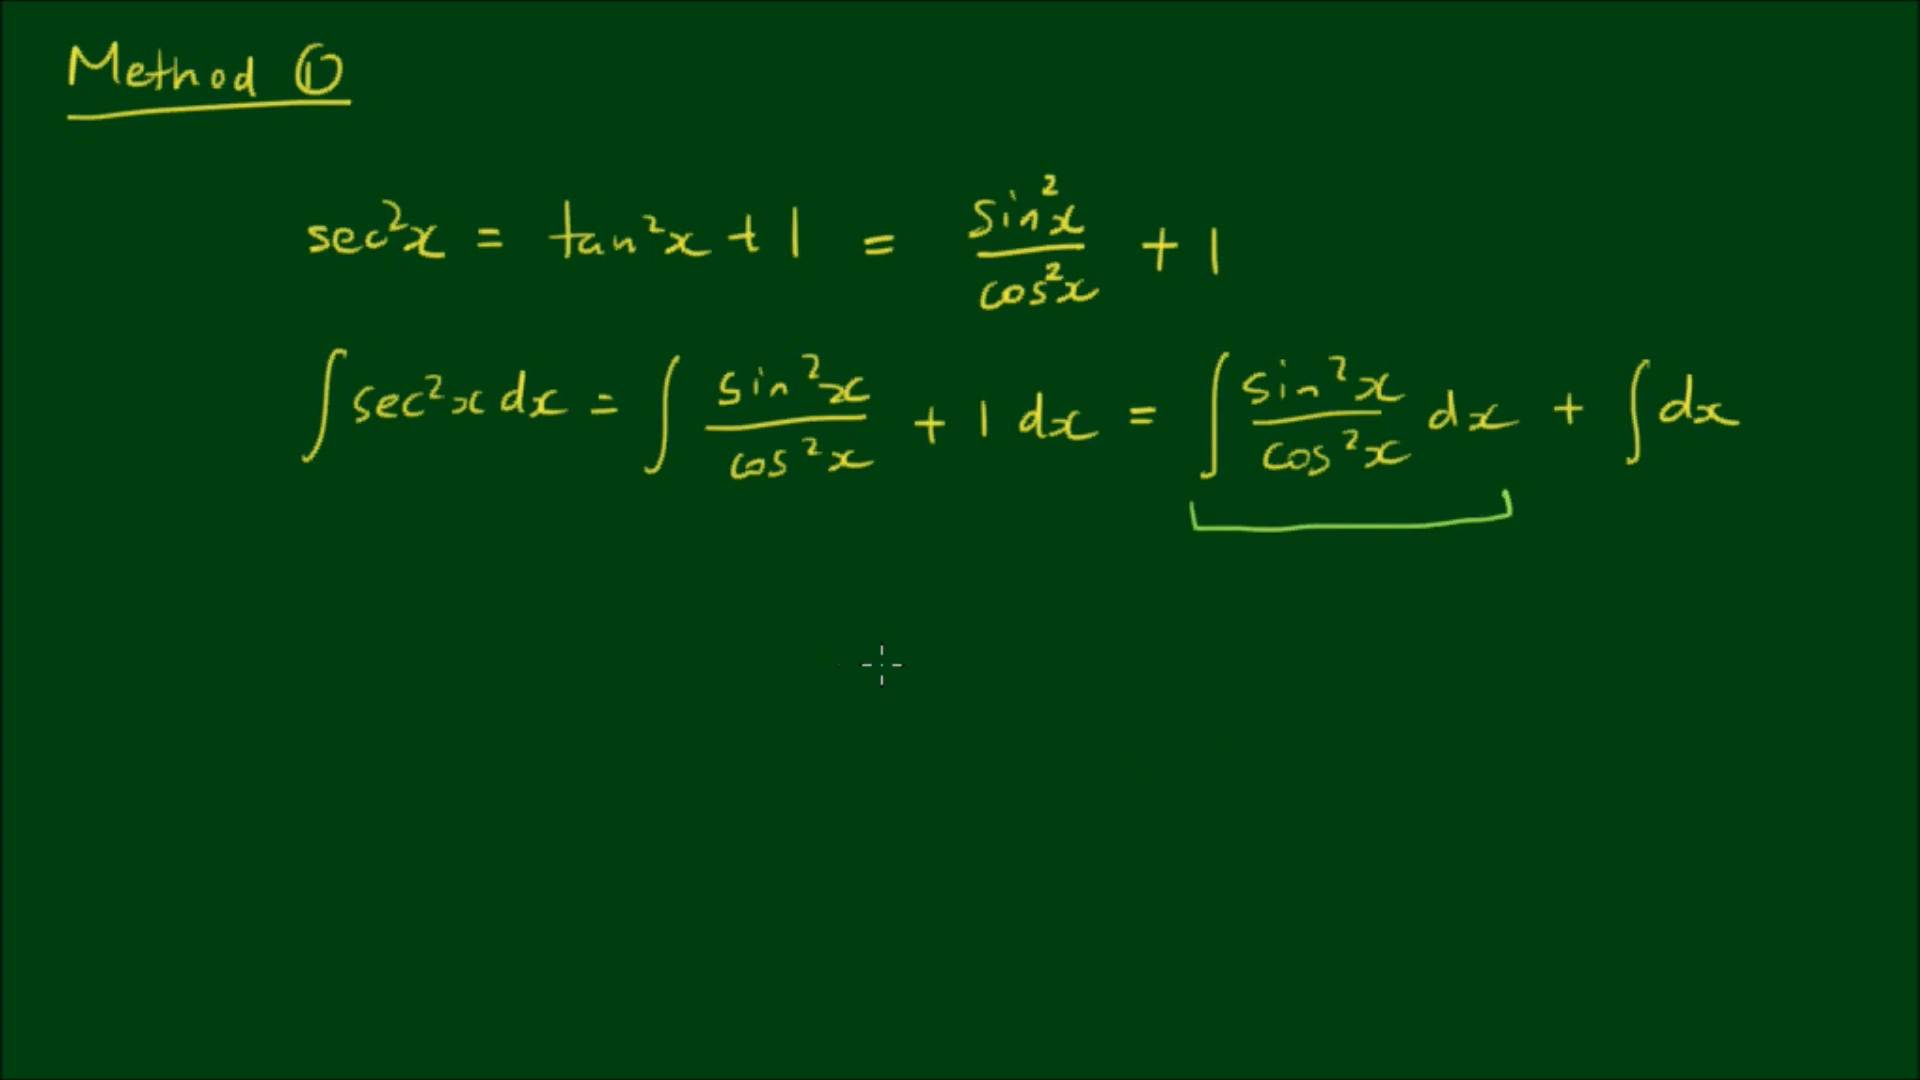 Method ①
sec²x = tan²x + 1 = sin²x/cos²x + 1
∫ sec²x dx = ∫ sin²x/cos²x + 1 dx = ∫ sin²x/cos²x dx + ∫ dx